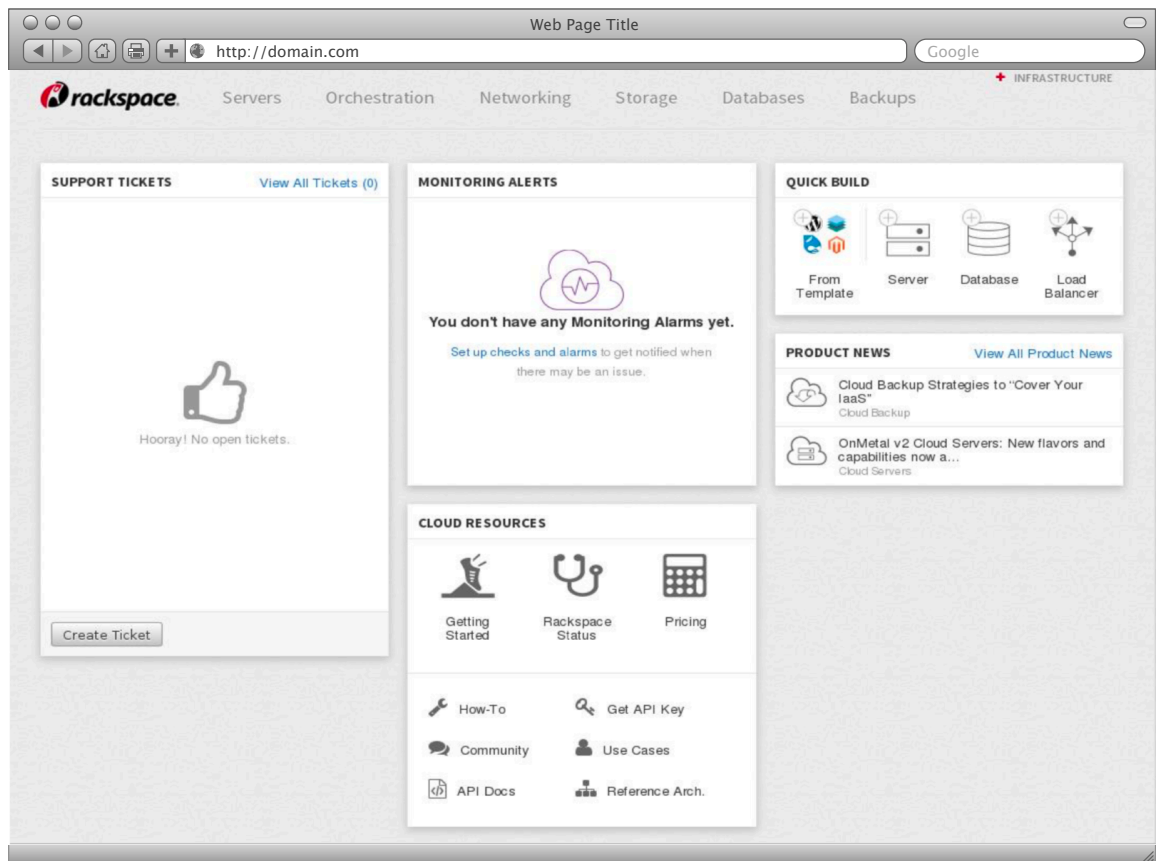 Web Page Title
http://domain.com
Google
INFRASTRUCTURE
rackspace.
Servers Orchestration Networking Storage Databases Backups
SUPPORT TICKETS View All Tickets (0)
Hooray! No open tickets.
Create Ticket
MONITORING ALERTS
You don't have any Monitoring Alarms yet.
Set up checks and alarms to get notified when
there may be an issue.
CLOUD RESOURCES
Getting
Started
Rackspace
Status
Pricing
How-To
Get API Key
Community
Use Cases
API Docs
Reference Arch.
QUICK BUILD
From
Template
Server
Database
Load
Balancer
PRODUCT NEWS View All Product News
Cloud Backup Strategies to “Cover Your
IaaS”
Cloud Backup
OnMetal v2 Cloud Servers: New flavors and
capabilities now a...
Cloud Servers